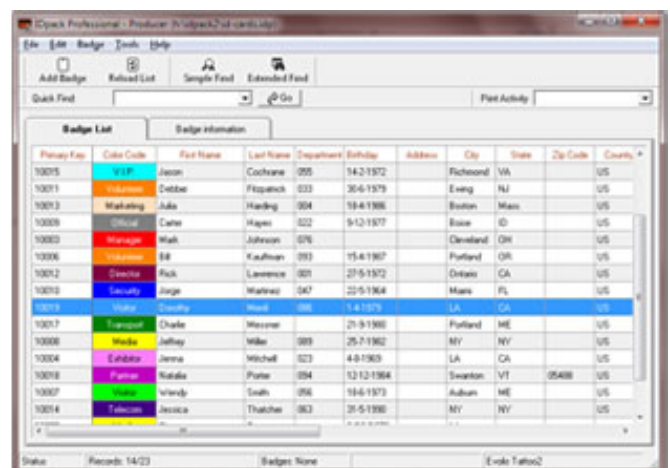 IDpack Professional - Producer
File Edit Badge Tools Help
Add Badge Reload List Simple Find Extended Find
Quick Find Go Print Activity
Badge List Badge information
Primary Key Color Code First Name Last Name Department Birthday Address City State Zip Code Country
10015 V.I.P. Jason Cochrane 055 14-2-1972 Richmond VA US
10011 Volunteer Debbie Fitzpatrick 033 30-6-1979 Ewing NJ US
10013 Marketing Julia Harding 004 18-4-1986 Boston Mass US
10009 Official Carter Hayes 022 9-12-1977 Boise ID US
10003 Manager Mark Johnson 076 Cleveland OH US
10006 Volunteer Bill Kauffman 093 15-4-1967 Portland OR US
10012 Director Rick Lawrence 001 27-5-1972 Ontario CA US
10010 Security Jorge Martinez 047 22-5-1964 Miami FL US
10019 Visitor Dorothy Ward 1-4-1979 LA CA US
10017 Transport Charlie Messner 21-9-1980 Portland ME US
10008 Media Jeffrey Miller 089 25-7-1982 NY NY US
10004 Exhibitor Jenna Mitchell 023 4-8-1969 LA CA US
10018 Partner Natalia Porter 094 12-12-1984 Swanton VT 05488 US
10007 Visitor Wendy Smith 056 18-6-1973 Auburn ME US
10014 Telecom Jessica Thatcher 063 31-5-1990 NY NY US
Status Records: 14/23 Badges: None Evolis Tattoo2